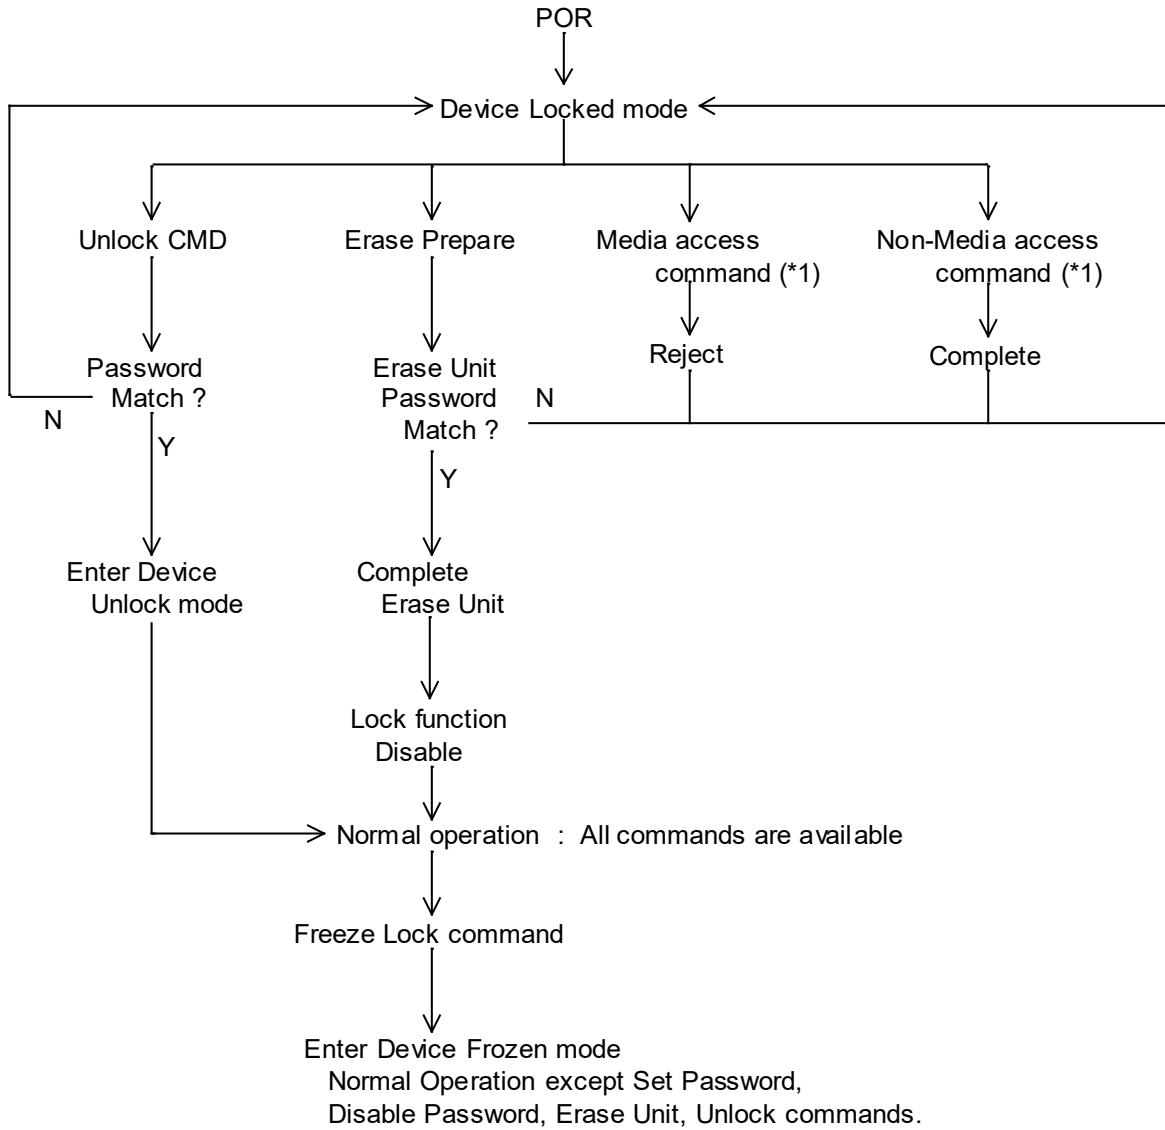 POR
Device Locked mode
Unlock CMD
Erase Prepare
Media access
command (*1)
Non-Media access
command (*1)
Password
Match ?
N
Y
Erase Unit
Password
Match ?
N
Y
Reject
Complete
Enter Device
Unlock mode
Complete
Erase Unit
Lock function
Disable
Normal operation : All commands are available
Freeze Lock command
Enter Device Frozen mode
Normal Operation except Set Password,
Disable Password, Erase Unit, Unlock commands.